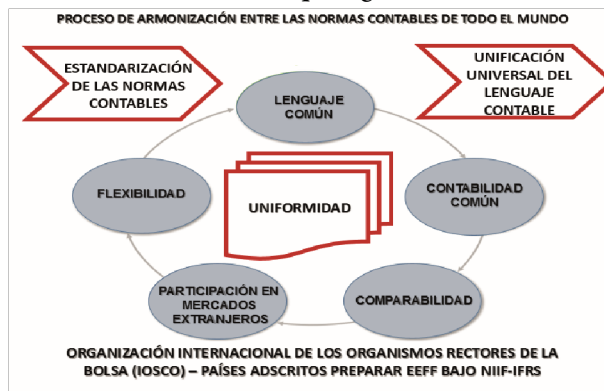 PROCESO DE ARMONIZACIÓN ENTRE LAS NORMAS CONTABLES DE TODO EL MUNDO
ESTANDARIZACIÓN
DE LAS NORMAS
CONTABLES
UNIFICACIÓN
UNIVERSAL DEL
LENGUAJE
CONTABLE
LENGUAJE
COMÚN
FLEXIBILIDAD
UNIFORMIDAD
CONTABILIDAD
COMÚN
PARTICIPACIÓN EN
MERCADOS
EXTRANJEROS
COMPARABILIDAD
ORGANIZACIÓN INTERNACIONAL DE LOS ORGANISMOS RECTORES DE LA
BOLSA (IOSCO) – PAÍSES ADSCRITOS PREPARAR EEFF BAJO NIIF-IFRS